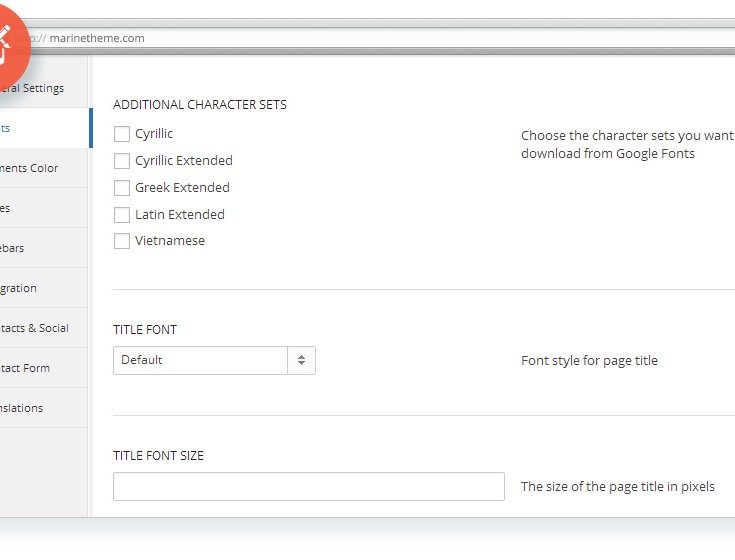 p:// marinetheme.com
eral Settings
ts
ments Color
es
ebars
gration
tacts & Social
tact Form
nslations
ADDITIONAL CHARACTER SETS
Cyrillic
Cyrillic Extended
Greek Extended
Latin Extended
Vietnamese
Choose the character sets you want
download from Google Fonts
TITLE FONT
Default
Font style for page title
TITLE FONT SIZE
The size of the page title in pixels